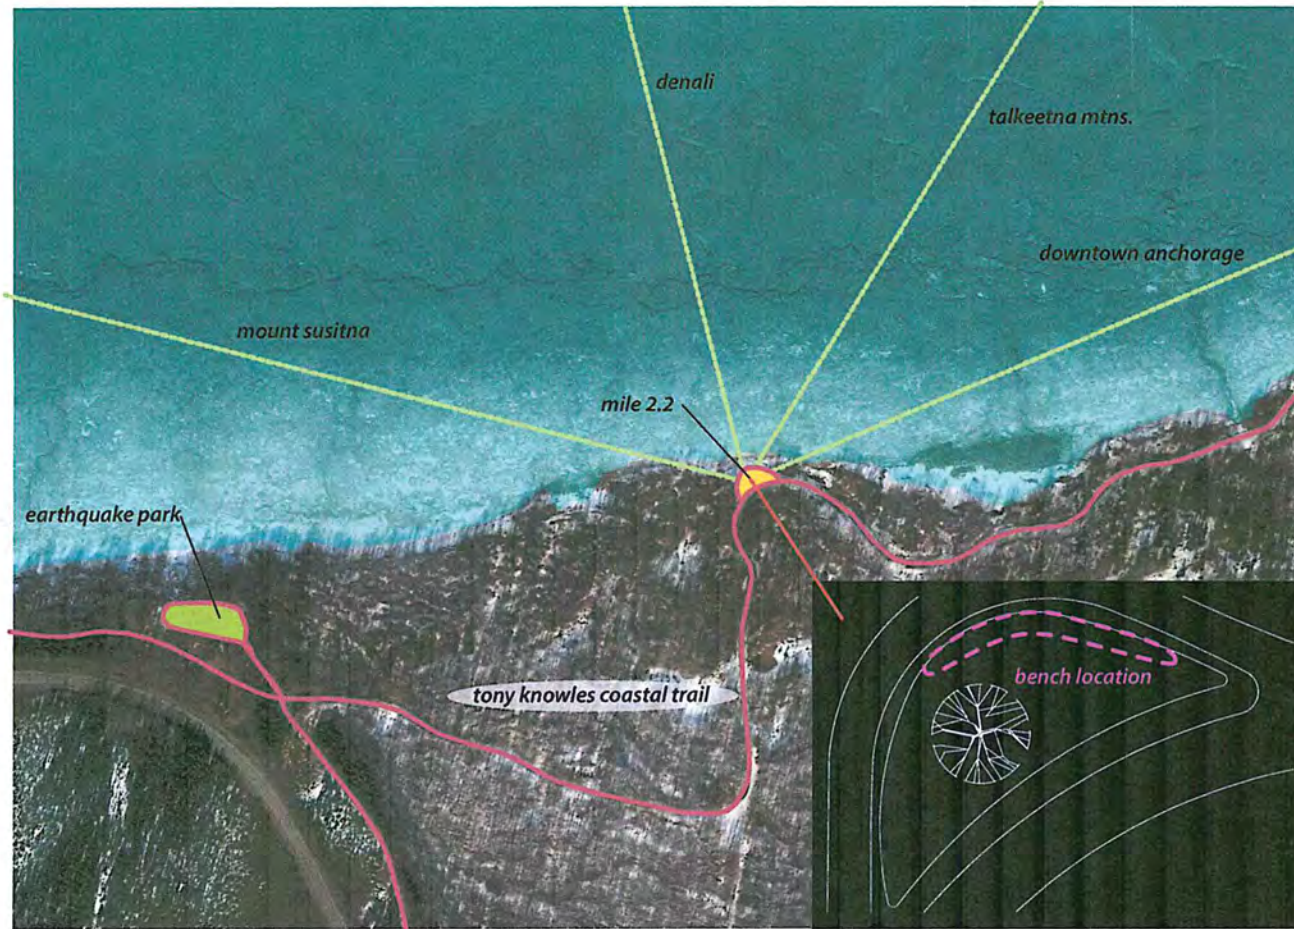 denali
talkeetna mtns.
downtown anchorage
mount susitna
mile 2.2
earthquake park
bench location
tony knowles coastal trail